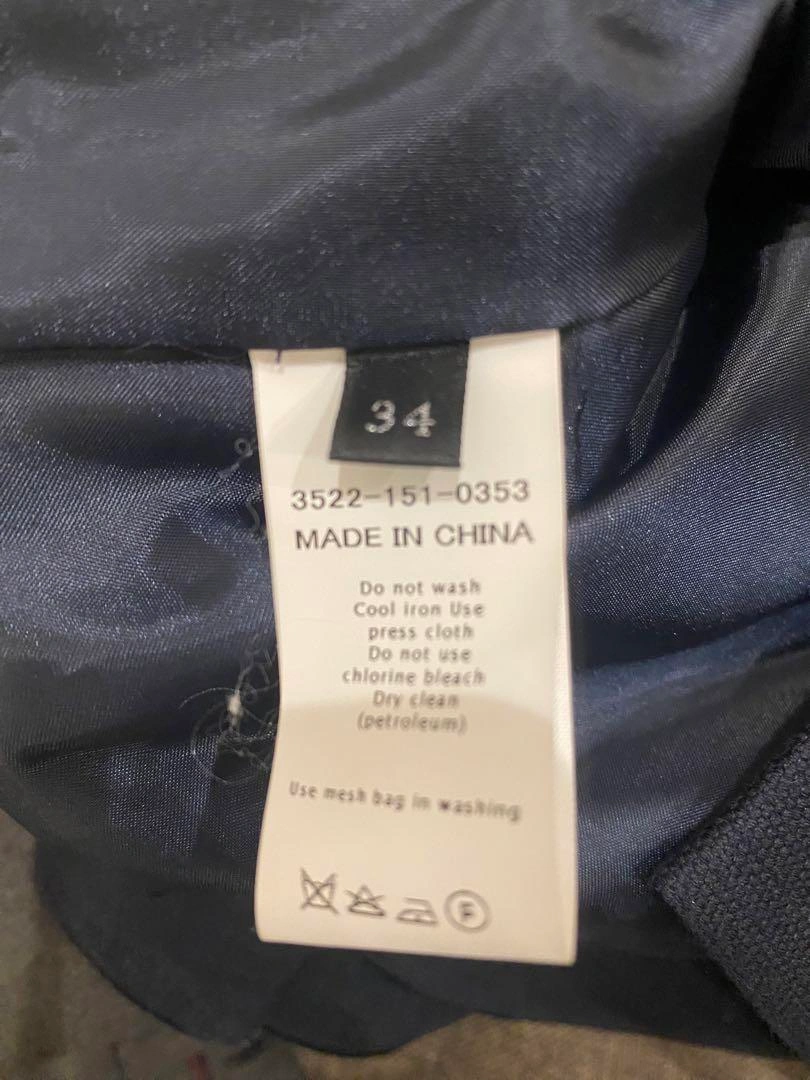 34
3522-151-0353
MADE IN CHINA
Do not wash
Cool iron Use
press cloth
Do not use
chlorine bleach
Dry clean
(petroleum)
Use mesh bag in washing
F